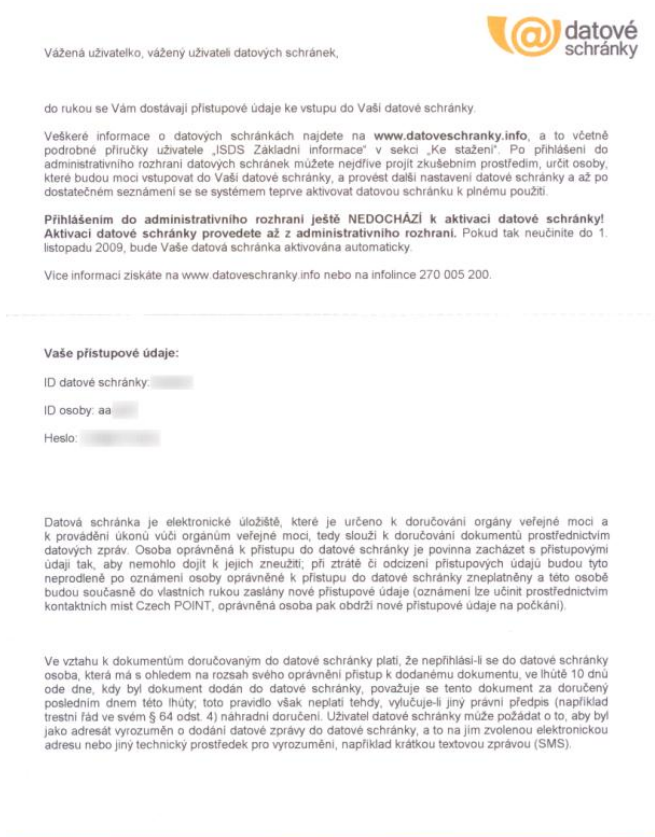 datové
schránky
Vážená uživatelko, vážený uživateli datových schránek,
do rukou se Vám dostávají přístupové údaje ke vstupu do Vaší datové schránky.
Veškeré informace o datových schránkách najdete na www.datoveschranky.info, a to včetně
podrobné příručky uživatele „ISDS Základní informace" v sekci „Ke stažení". Po přihlášení do
administrativního rozhraní datových schránek můžete nejdříve projít zkušebním prostředím, určit osoby,
které budou moci vstupovat do Vaší datové schránky, a provést další nastavení datové schránky a až po
dostatečném seznámení se se systémem teprve aktivovat datovou schránku k plnému použití.
Přihlášením do administrativního rozhraní ještě NEDOCHÁZÍ k aktivaci datové schránky!
Aktivaci datové schránky provedete až z administrativního rozhraní. Pokud tak neučiníte do 1.
listopadu 2009, bude Vaše datová schránka aktivována automaticky.
Více informací získáte na www.datoveschranky.info nebo na infolince 270 005 200.
Vaše přístupové údaje:
ID datové schránky:
ID osoby: aa
Heslo:
Datová schránka je elektronické úložiště, které je určeno k doručování orgány veřejné moci a
k provádění úkonů vůči orgánům veřejné moci, tedy slouží k doručování dokumentů prostřednictvím
datových zpráv. Osoba oprávněná k přístupu do datové schránky je povinna zacházet s přístupovými
údaji tak, aby nemohlo dojít k jejich zneužití; při ztrátě či odcizení přístupových údajů budou tyto
neprodleně po oznámení osoby oprávněné k přístupu do datové schránky zneplatněny a této osobě
budou současně do vlastních rukou zaslány nové přístupové údaje (oznámení lze učinit prostřednictvím
kontaktních míst Czech POINT, oprávněná osoba pak obdrží nové přístupové údaje na počkání).
Ve vztahu k dokumentům doručovaným do datové schránky platí, že nepřihlásí-li se do datové schránky
osoba, která má s ohledem na rozsah svého oprávnění přístup k dodanému dokumentu, ve lhůtě 10 dnů
ode dne, kdy byl dokument dodán do datové schránky, považuje se tento dokument za doručený
posledním dnem této lhůty; toto pravidlo však neplatí tehdy, vylučuje-li jiný právní předpis (například
trestní řád ve svém § 64 odst. 4) náhradní doručení. Uživatel datové schránky může požádat o to, aby byl
jako adresát vyrozuměn o dodání datové zprávy do datové schránky, a to na jím zvolenou elektronickou
adresu nebo jiný technický prostředek pro vyrozumění, například krátkou textovou zprávou (SMS).